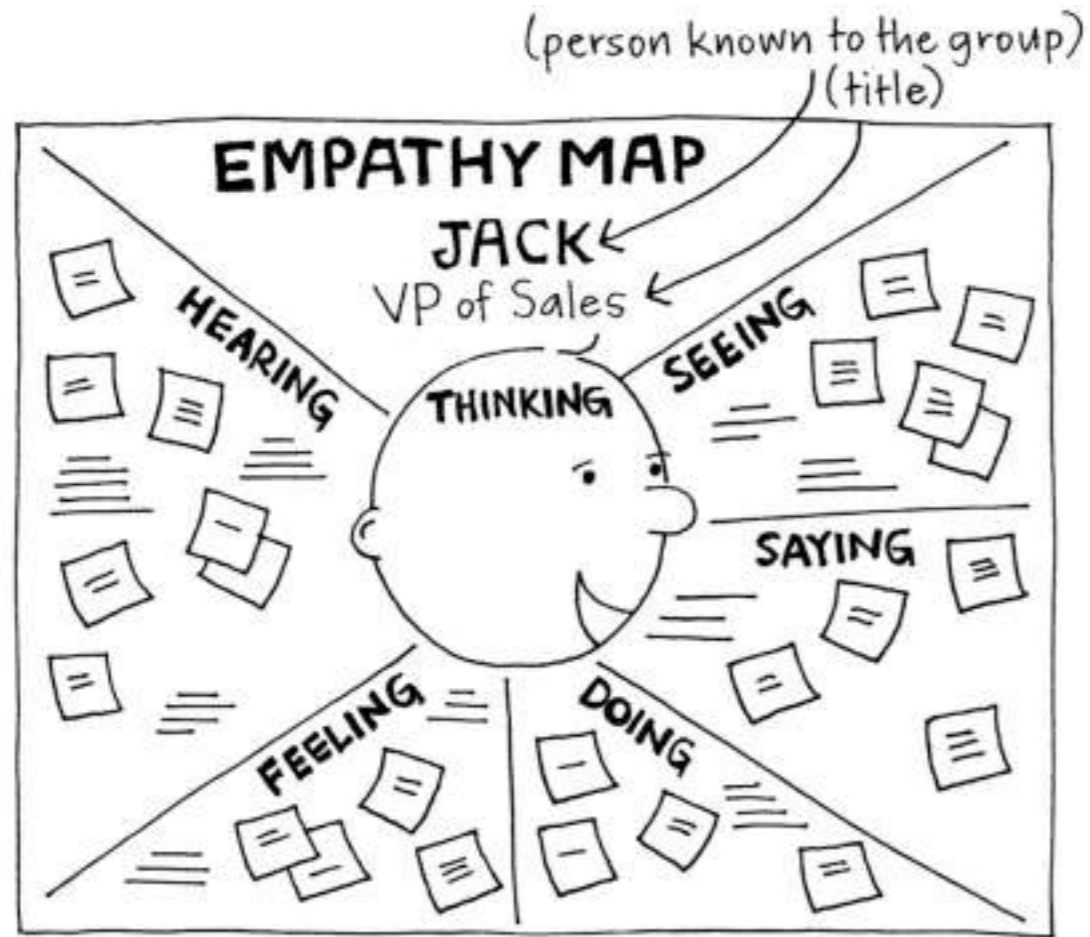 (person known to the group)
(title)
EMPATHY MAP
JACK
VP of Sales
HEARING
THINKING
SEEING
SAYING
FEELING
DOING